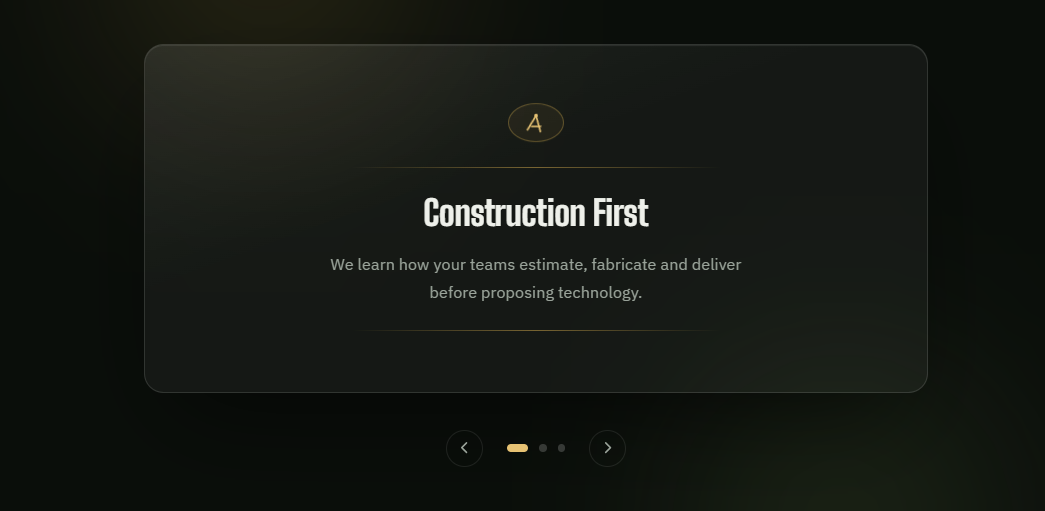 Construction First
We learn how your teams estimate, fabricate and deliver
before proposing technology.